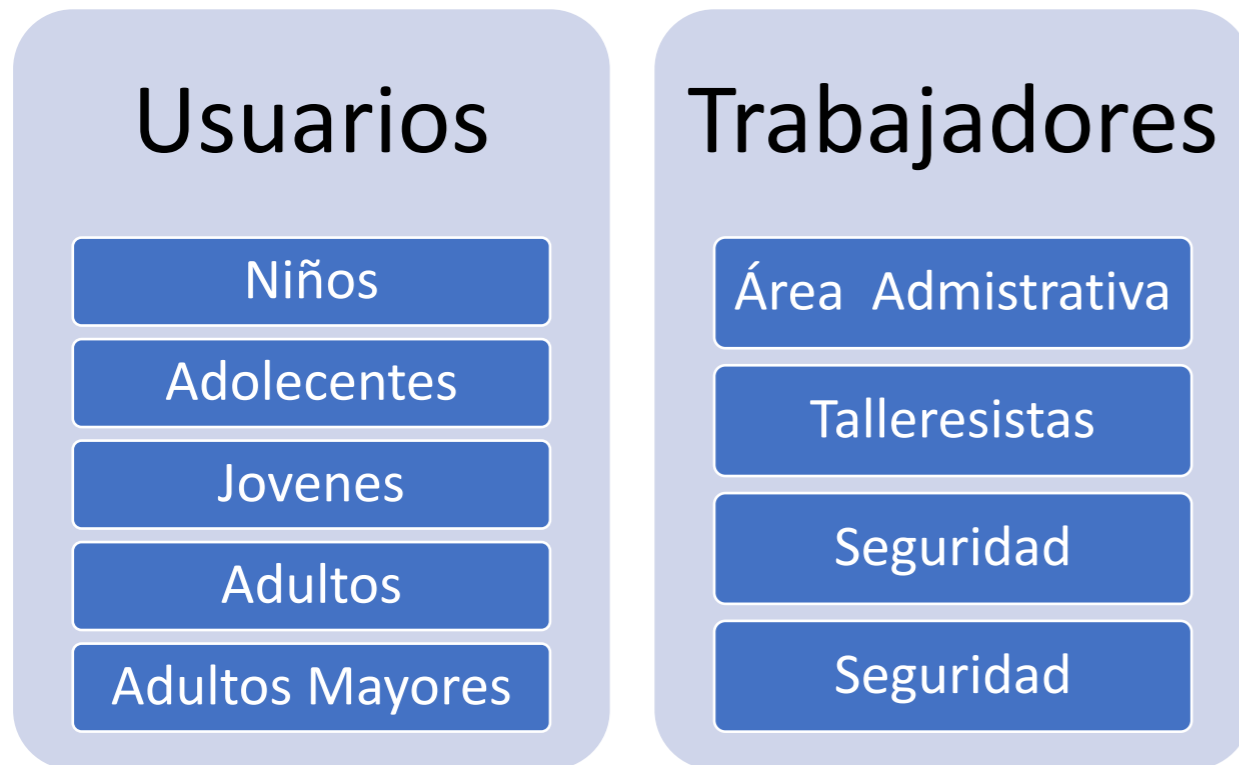 Usuarios
Niños
Adolecentes
Jovenes
Adultos
Adultos Mayores
Trabajadores
Área  Admistrativa
Talleresistas
Seguridad
Seguridad